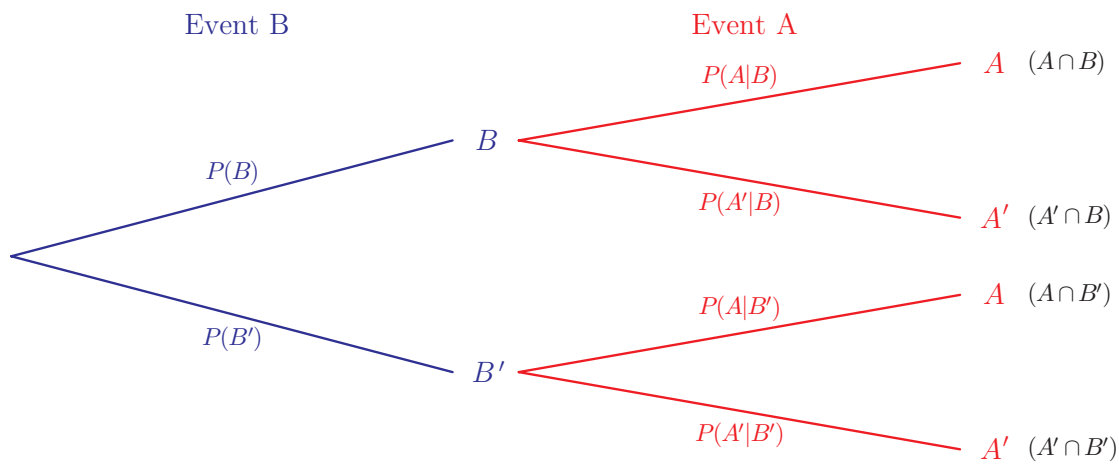 Event B
Event A
P(A|B)
A (A ∩ B)
P(B)
B
P(A′|B)
A′ (A′ ∩ B)
P(A|B′)
A (A ∩ B′)
P(B′)
B′
P(A′|B′)
A′ (A′ ∩ B′)